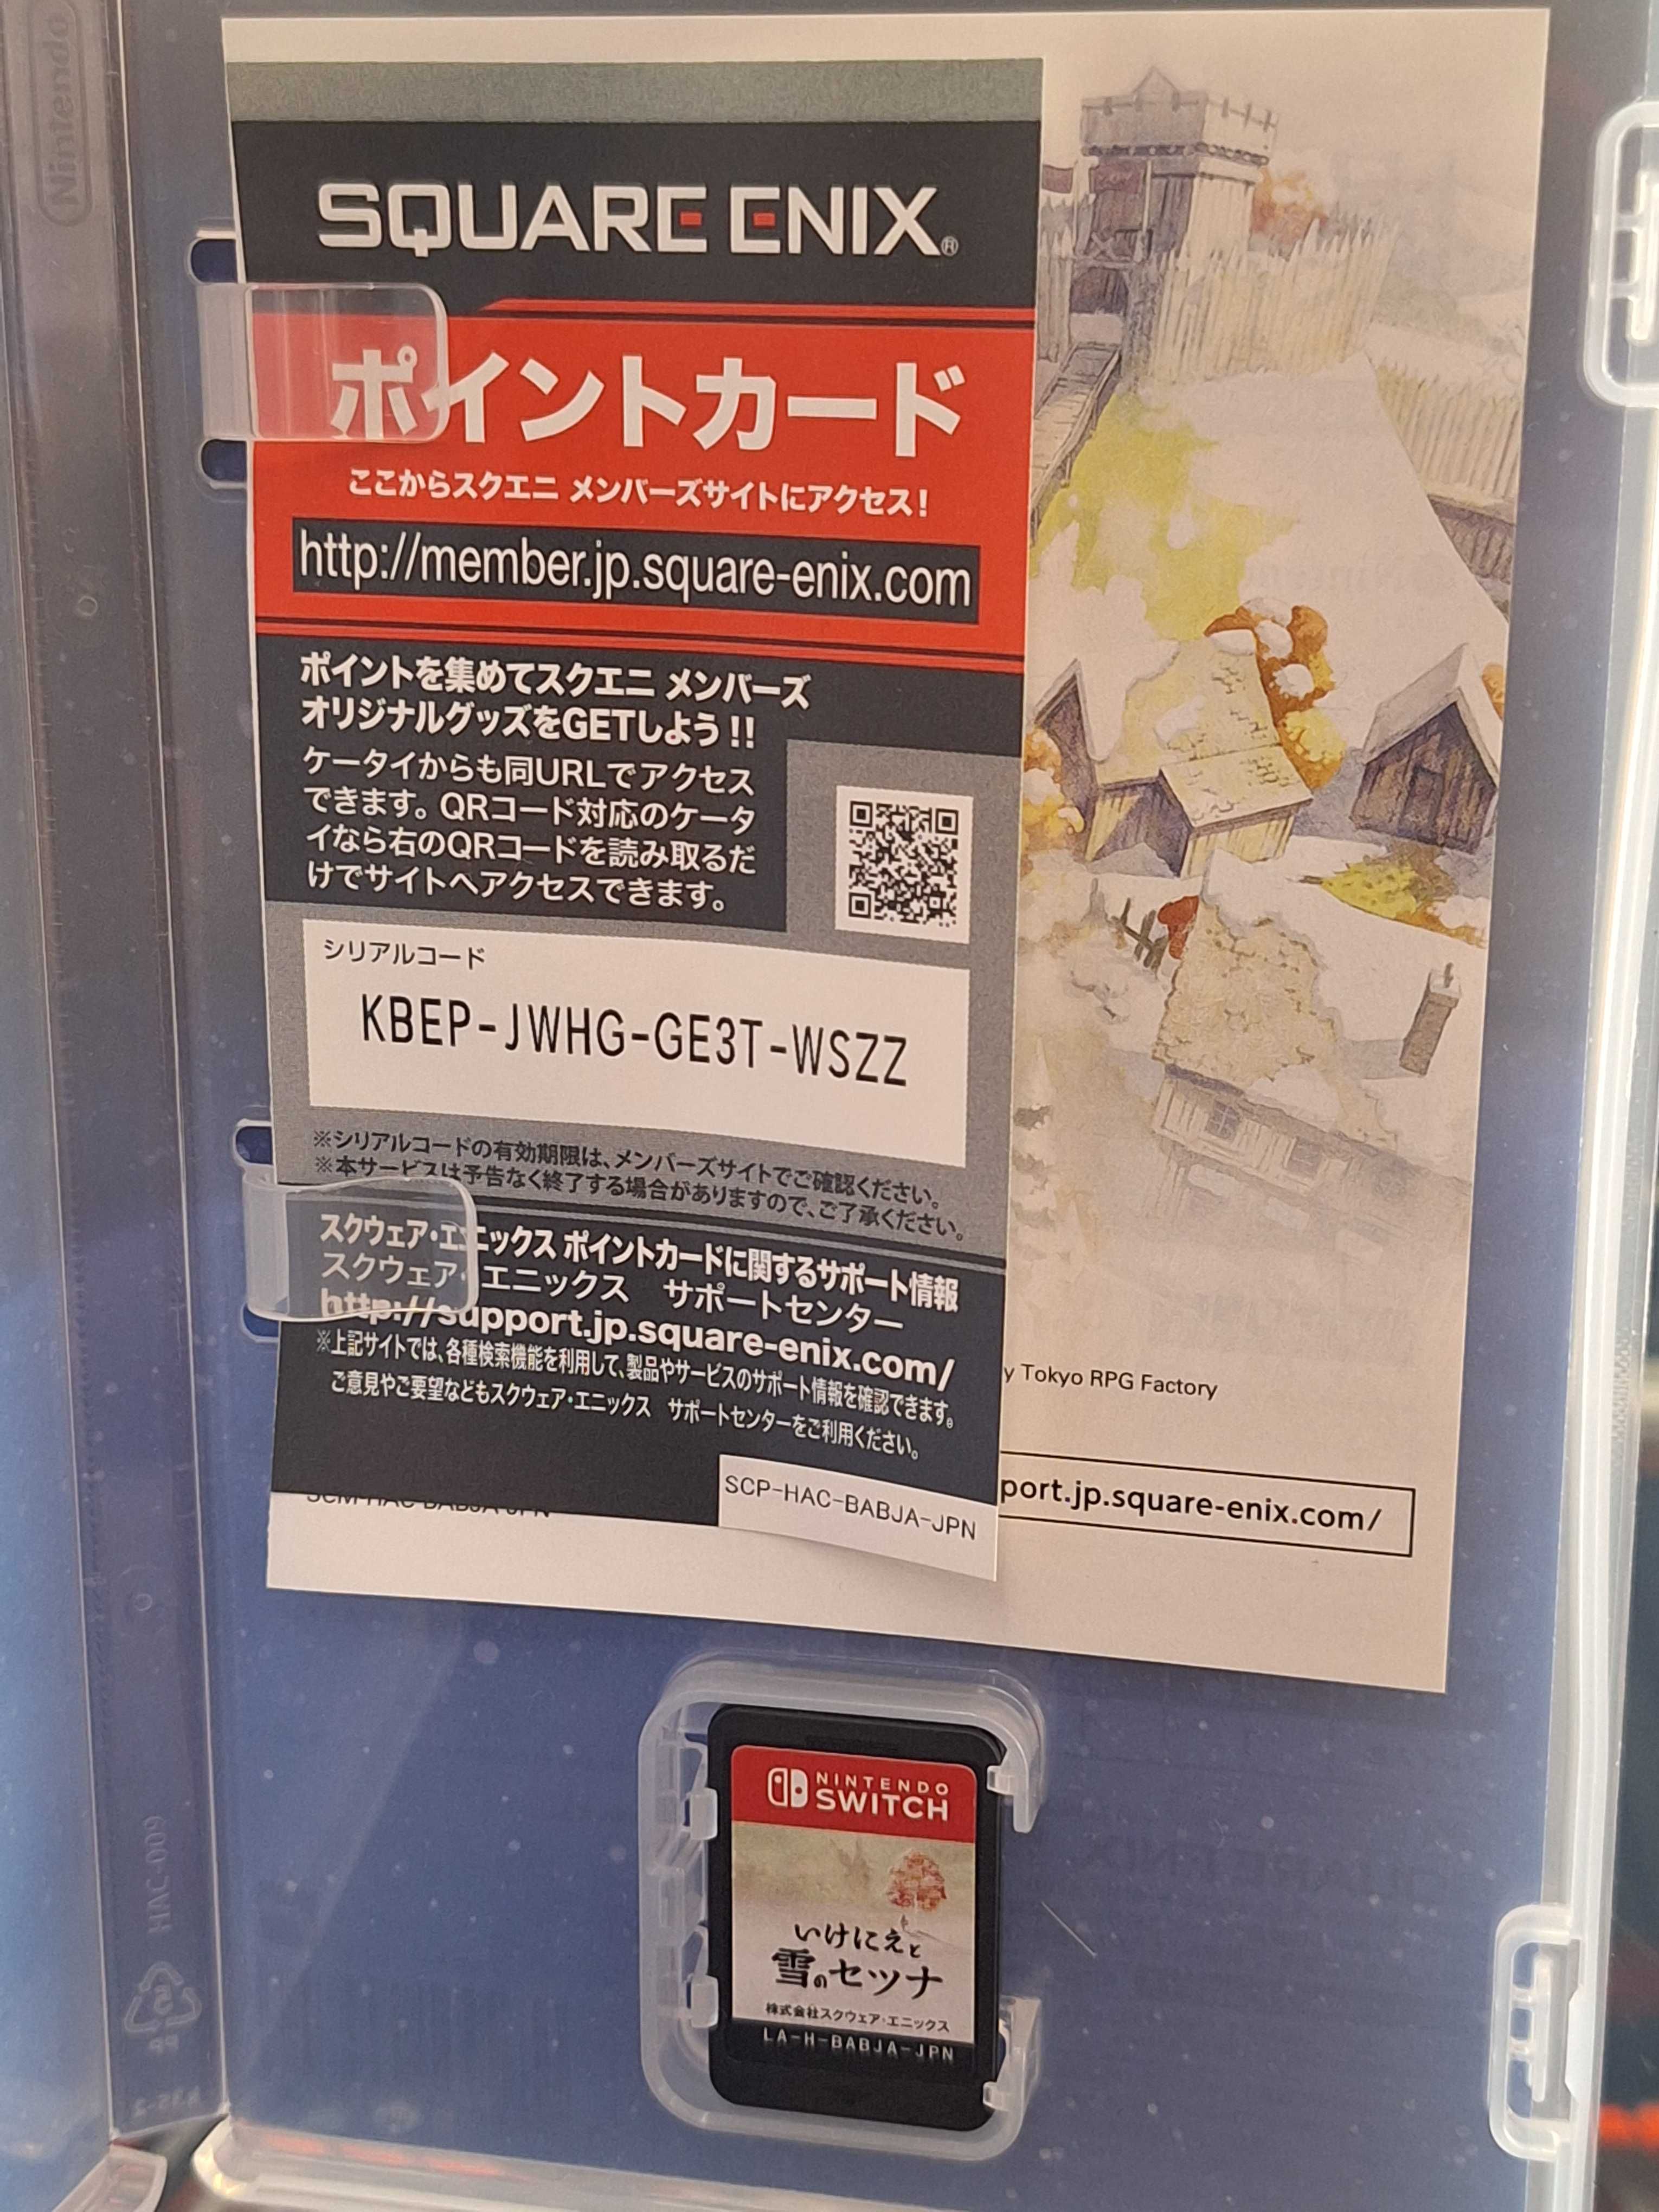 Nintendo
SQUARE ENIX®
ポイントカード
ここからスクエニ メンバーズサイトにアクセス!
http://member.jp.square-enix.com
ポイントを集めてスクエニ メンバーズ
オリジナルグッズをGETしよう!!
ケータイからも同URLでアクセス
できます。QRコード対応のケータ
イなら右のQRコードを読み取るだ
けでサイトへアクセスできます。
シリアルコード
KBEP-JWHG-GE3T-WSZZ
※シリアルコードの有効期限は、メンバーズサイトでご確認ください。
※本サービスは予告なく終了する場合がありますので、ご了承ください。
スクウェア・エニックス ポイントカードに関するサポート情報
スクウェア・エニックス サポートセンター
http://support.jp.square-enix.com/
※上記サイトでは、各種検索機能を利用して、製品やサービスのサポート情報を確認できます。
ご意見やご要望などもスクウェア・エニックス サポートセンターをご利用ください。
SCP-HAC-BABJA-JPN
SCM-HAC-BABJA-JPN
y Tokyo RPG Factory
port.jp.square-enix.com/
NINTENDO
SWITCH
いけにえと
雪のセツナ
株式会社スクウェア・エニックス
LA-H-BABJA-JPN
HAC-009
5
PP